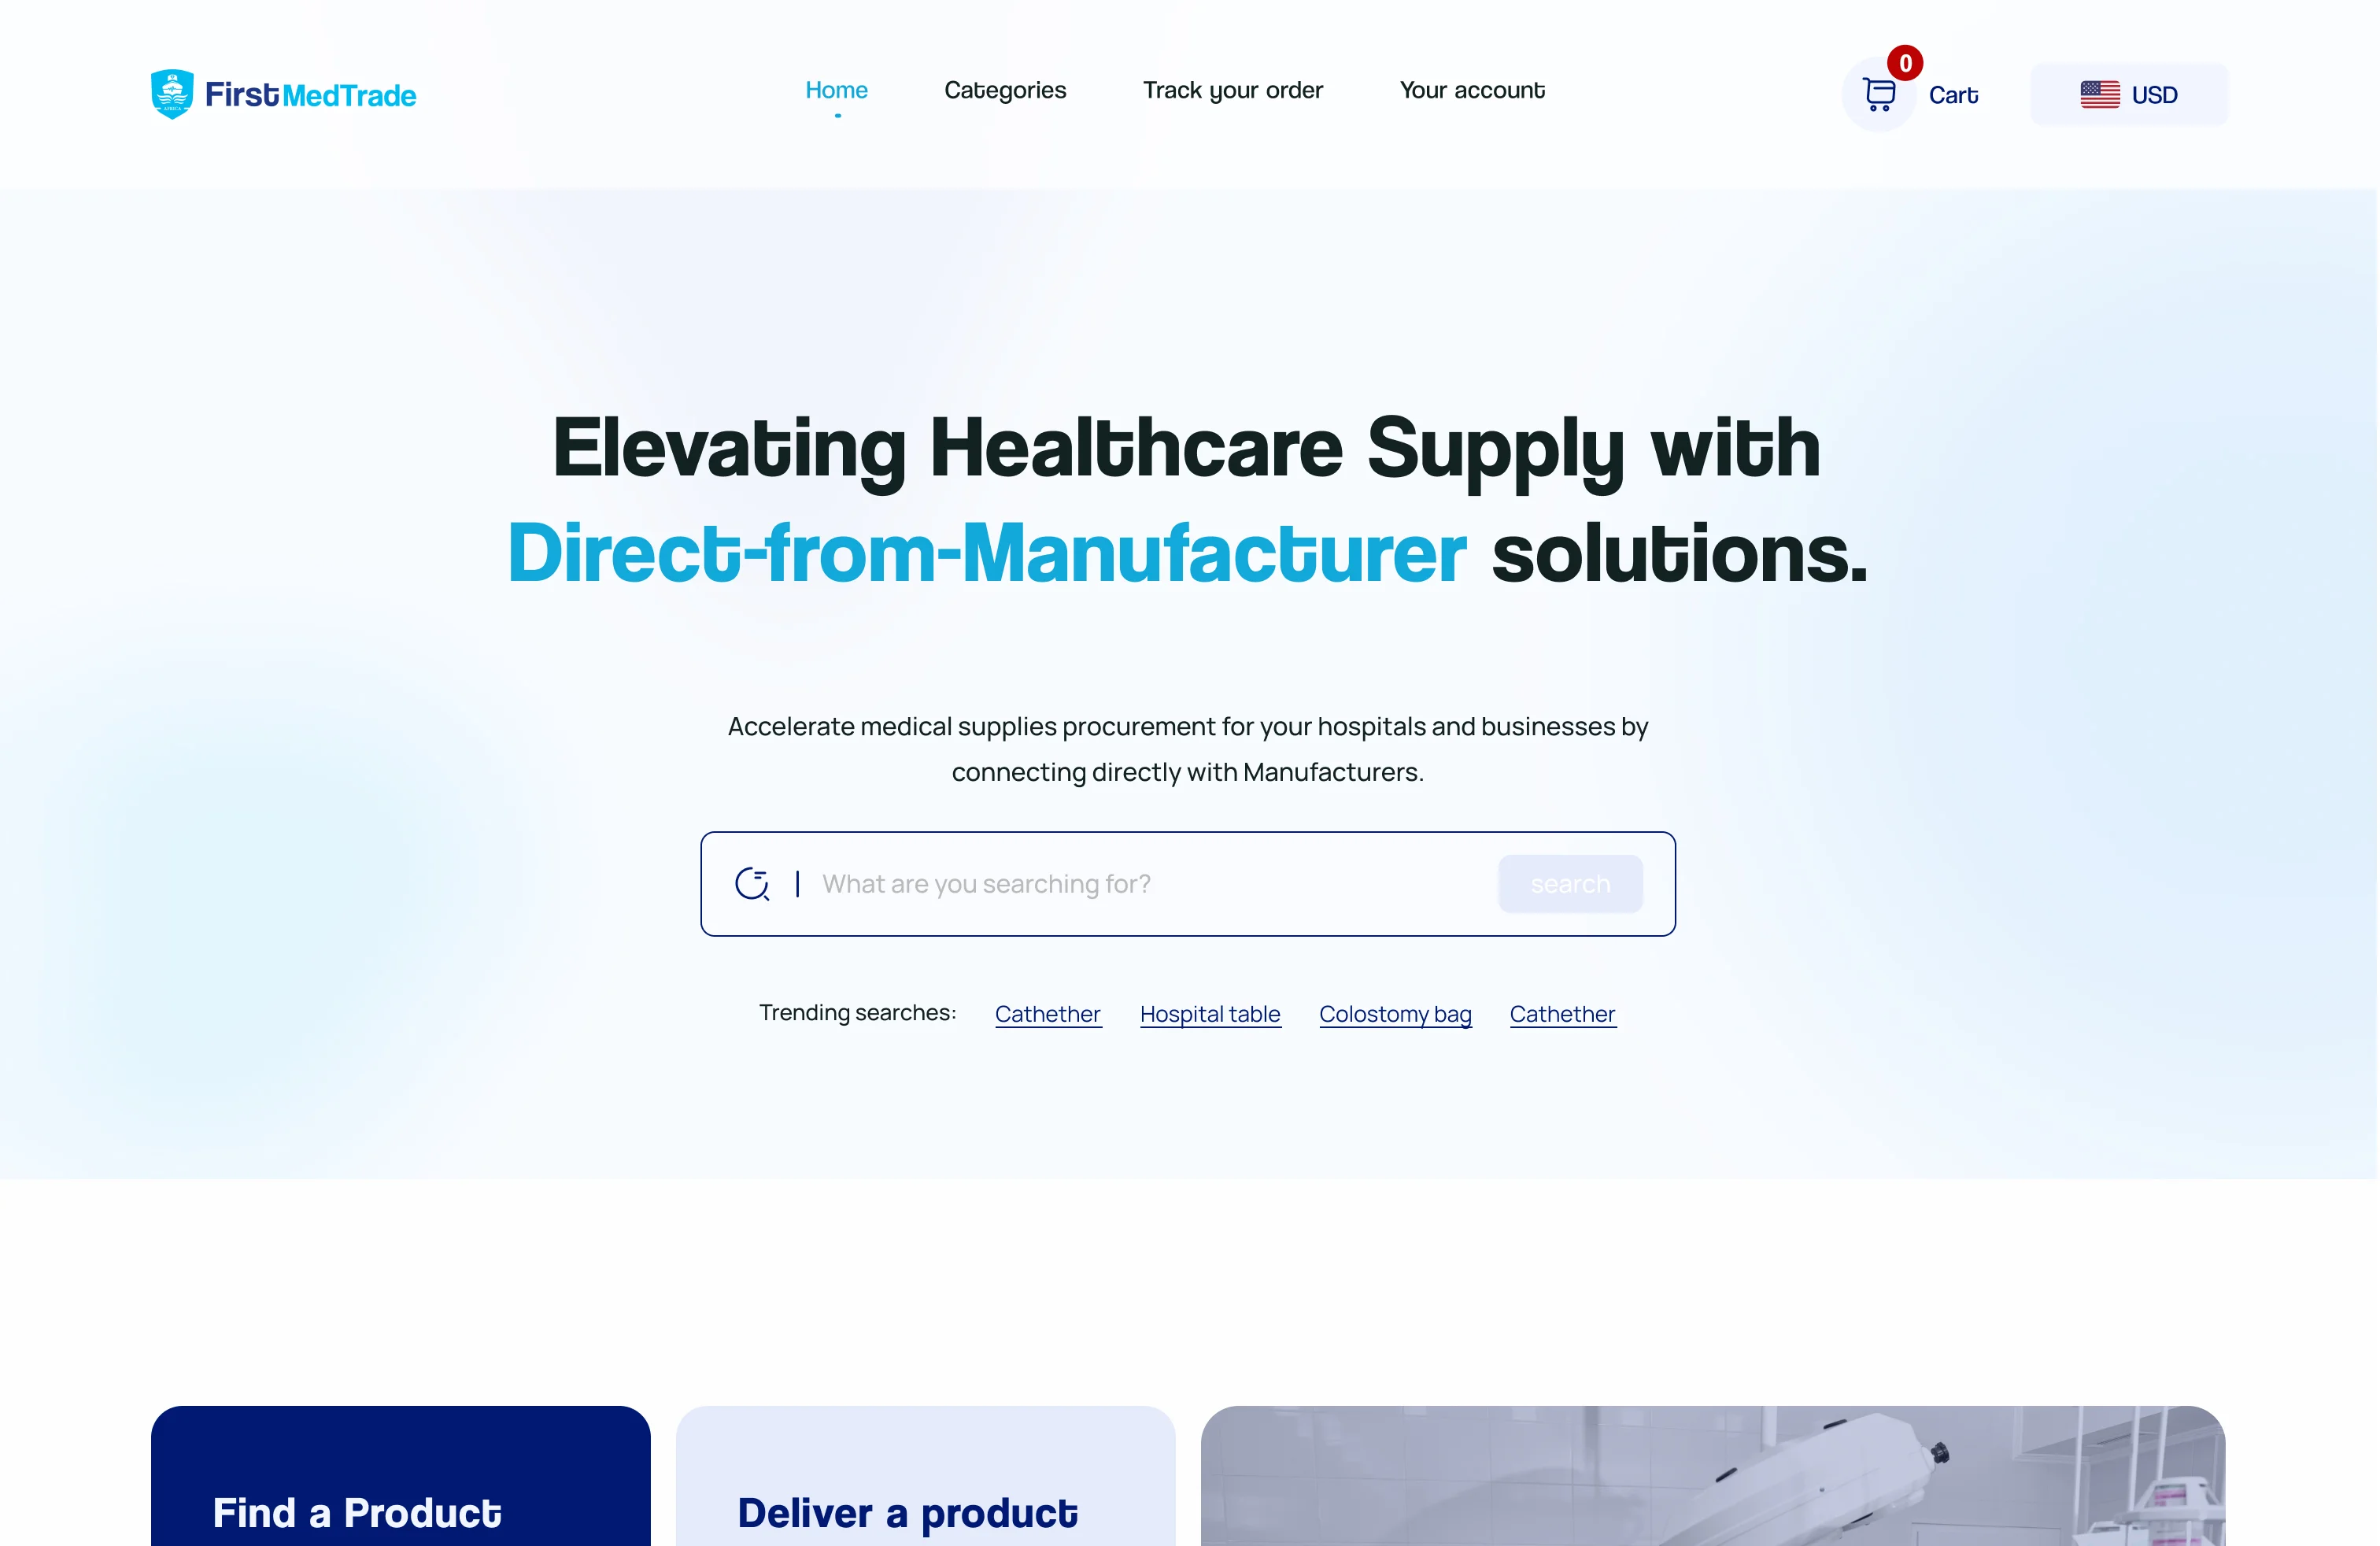 FirstMedTrade
AFRICA
Home
Categories
Track your order
Your account
0
Cart
USD
Elevating Healthcare Supply with
Direct-from-Manufacturer solutions.
Accelerate medical supplies procurement for your hospitals and businesses by
connecting directly with Manufacturers.
What are you searching for?
search
Trending searches:
Cathether
Hospital table
Colostomy bag
Cathether
Find a Product
Deliver a product